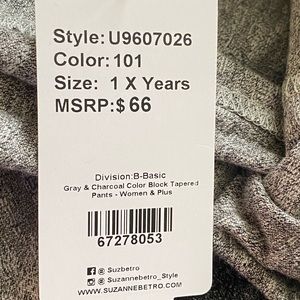 Style:U9607026
Color:101
Size: 1 X Years
MSRP:$ 66
Division:B-Basic
Gray & Charcoal Color Block Tapered
Pants - Women & Plus
67278053
@ Suzbetro
@ Suzannebetro_Style
WWW.SUZANNEBETRO.COM